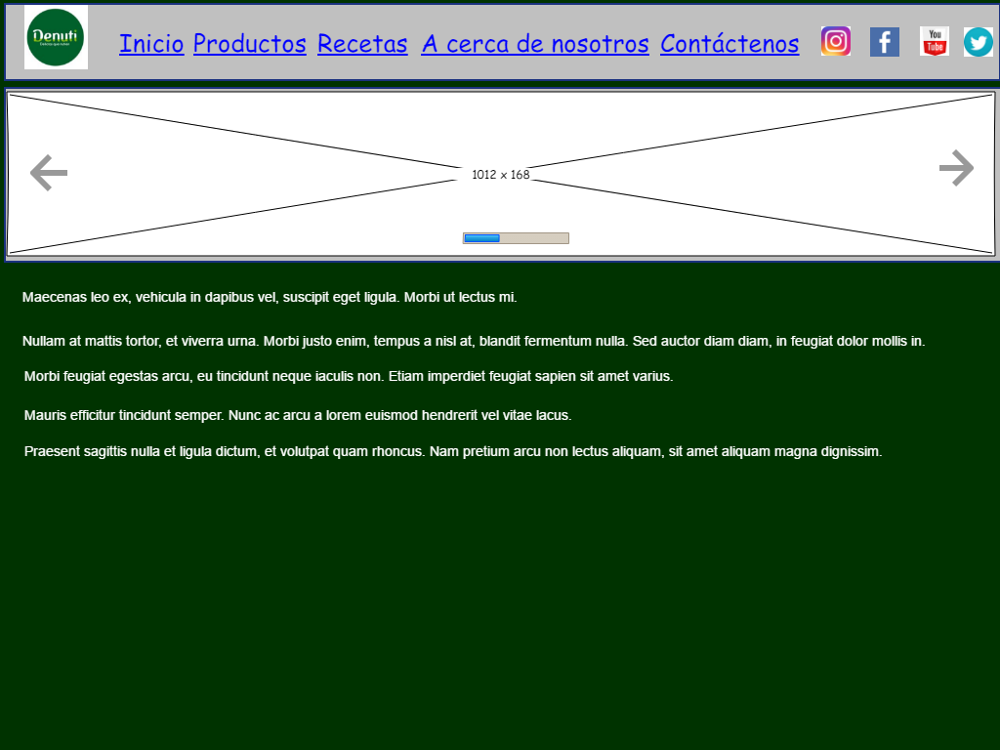 Denuti
Inicio Productos Recetas A cerca de nosotros Contáctenos
You
Tube
1012 x 168
Maecenas leo ex, vehicula in dapibus vel, suscipit eget ligula. Morbi ut lectus mi.
Nullam at mattis tortor, et viverra urna. Morbi justo enim, tempus a nisl at, blandit fermentum nulla. Sed auctor diam diam, in feugiat dolor mollis in.
Morbi feugiat egestas arcu, eu tincidunt neque iaculis non. Etiam imperdiet feugiat sapien sit amet varius.
Mauris efficitur tincidunt semper. Nunc ac arcu a lorem euismod hendrerit vel vitae lacus.
Praesent sagittis nulla et ligula dictum, et volutpat quam rhoncus. Nam pretium arcu non lectus aliquam, sit amet aliquam magna dignissim.